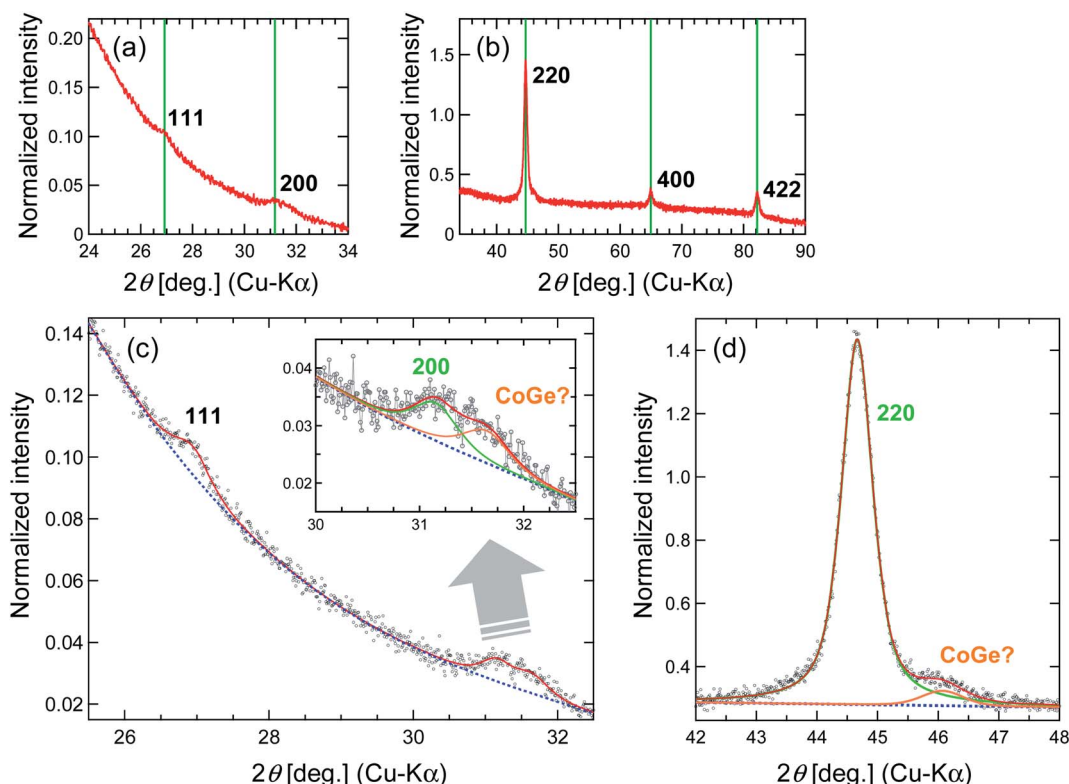 (a)
Normalized intensity
0.20
0.15
0.10
0.05
0
111
200
24 26 28 30 32 34
2θ [deg.] (Cu-Kα)
(b)
Normalized intensity
1.5
1.0
0.5
0
220
400
422
40 50 60 70 80 90
2θ [deg.] (Cu-Kα)
(c)
Normalized intensity
0.14
0.12
0.10
0.08
0.06
0.04
0.02
111
26 28 30 32
2θ [deg.] (Cu-Kα)
0.04
0.03
0.02
200
CoGe?
30 31 32
(d)
Normalized intensity
1.4
1.2
1.0
0.8
0.6
0.4
220
CoGe?
42 43 44 45 46 47 48
2θ [deg.] (Cu-Kα)